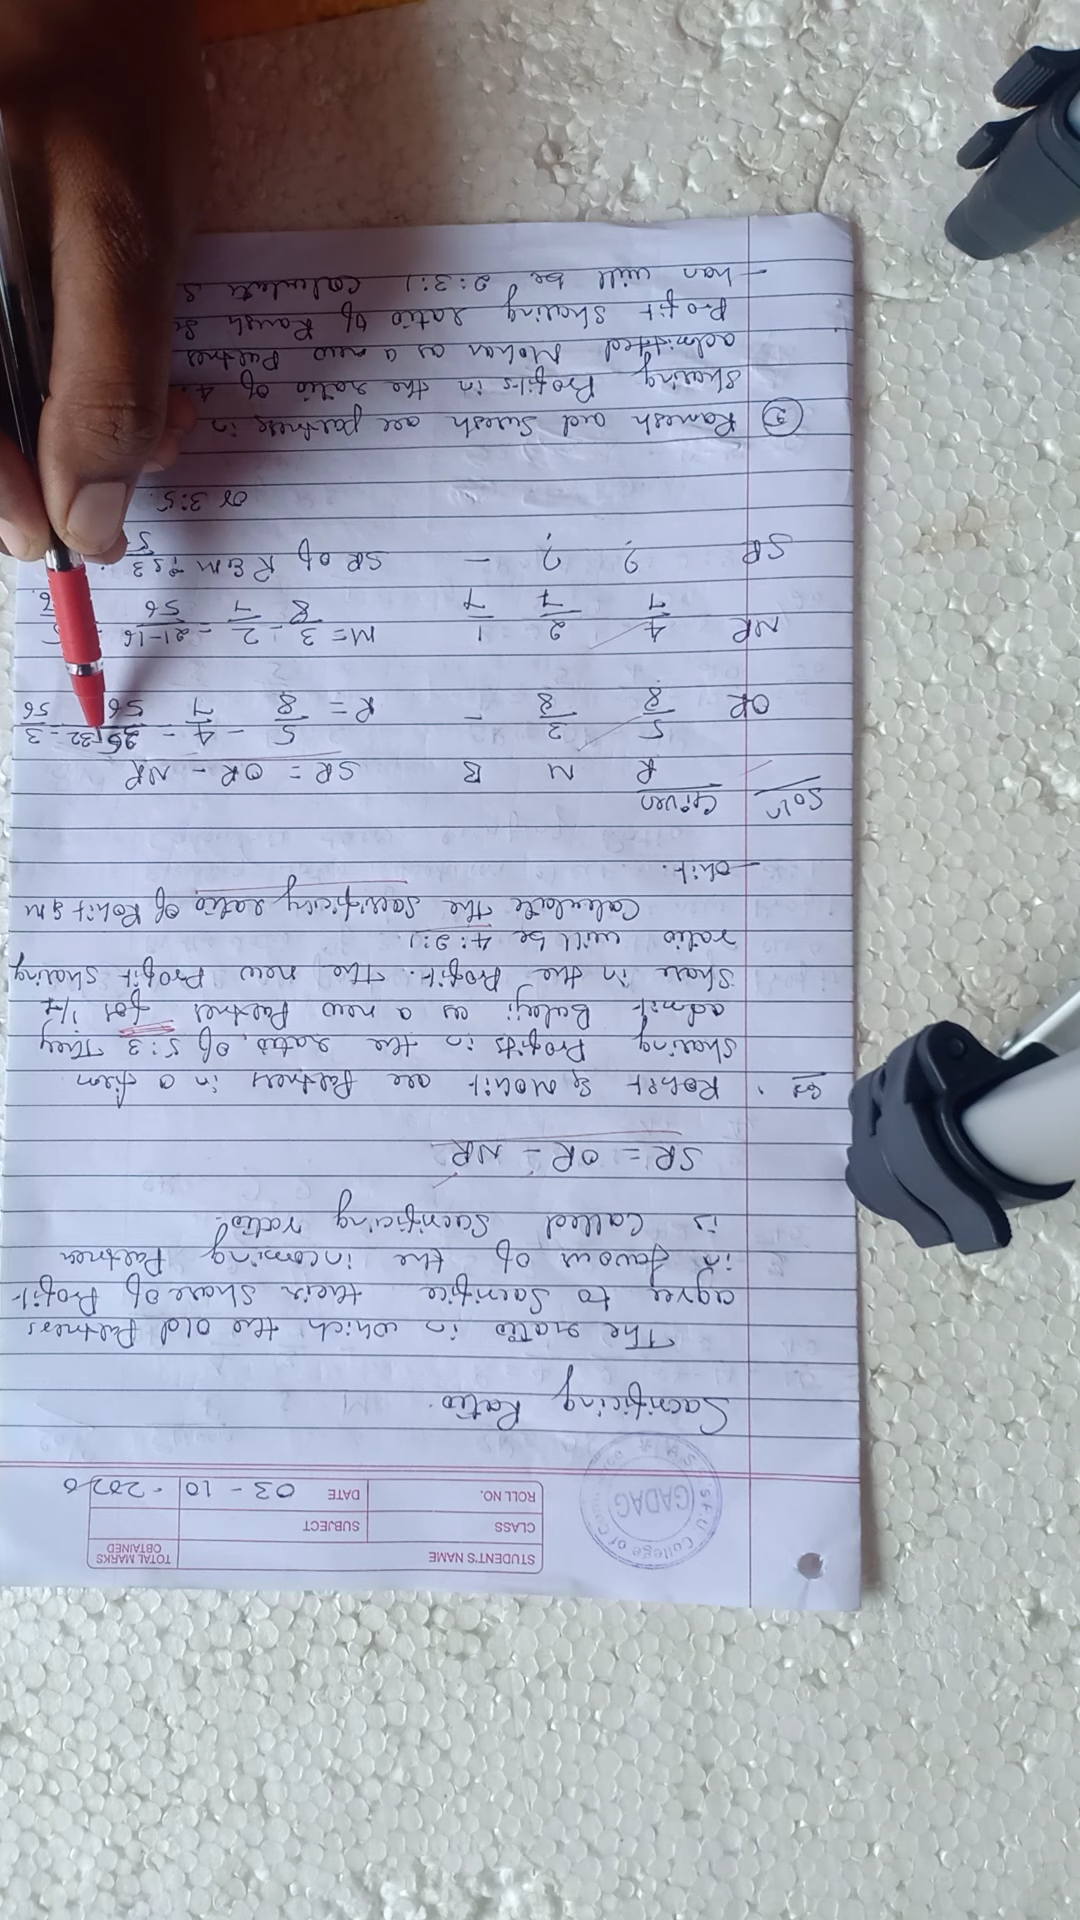 STUDENT'S NAME
TOTAL MARKS OBTAINED
CLASS
SUBJECT
ROLL NO.
DATE 03-10-2020
GADAG
Sacrificing Ratio.
The ratio in which the old Partners
agree to Sacrifice their share of Profit
in favour of the incoming Partner
is Called Sacrificing ratio.
SR = OR - NR
Rohit & Mohit are Partners in a firm
Sharing Profits in the ratio of 5:3 They
admit Balaji as a new Partner for 1/7
Share in the Profit. The new Profit Sharing
ratio will be 4:2:1.
Calculate the Sacrificing ratio of Rohit & M
-ohit.
Soln Given R M B SR = OR - NR
OR 5/8 3/8 - R = 5/8 - 4/7 = 35-32/56 = 3/56
NR 4/7 2/7 1/7 M = 3/8 - 2/7 = 21-16/56 = 5
SR ? ? - SR of R & M is 3 : 5
or 3:5.
③ Ramesh and Suresh are partners in
Sharing Profits in the ratio of 4:
admitted Mohan as a new Partner
Profit Sharing ratio of
-han will be 2:3:1 Calculate S